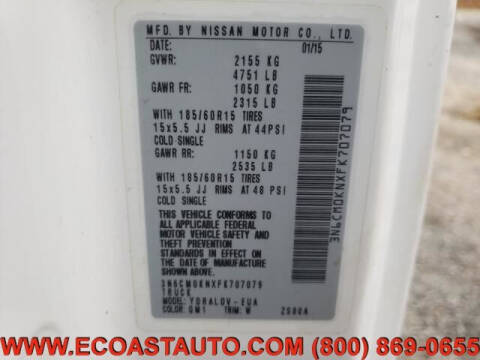 MFD. BY NISSAN MOTOR CO., LTD.
DATE: 01/15
GVWR: 2155 KG
4751 LB
GAWR FR: 1050 KG
2315 LB
WITH 185/60R15 TIRES
15x5.5 JJ RIMS AT 44PSI
COLD SINGLE
GAWR RR: 1150 KG
2535 LB
WITH 185/60R15 TIRES
15x5.5 JJ RIMS AT 48 PSI
COLD SINGLE
THIS VEHICLE CONFORMS TO
ALL APPLICABLE FEDERAL
MOTOR VEHICLE SAFETY AND
THEFT PREVENTION
STANDARDS IN EFFECT ON
THE DATE OF MANUFACTURE
SHOWN ABOVE.
3N6CM0KNXFK707079
TRUCK
MODEL: YDRALOV-EUA
COLOR: QM1 TRIM: W ZS00A
3N6CM0KNXFK707079
WWW.ECOASTAUTO.COM (800) 869-0655